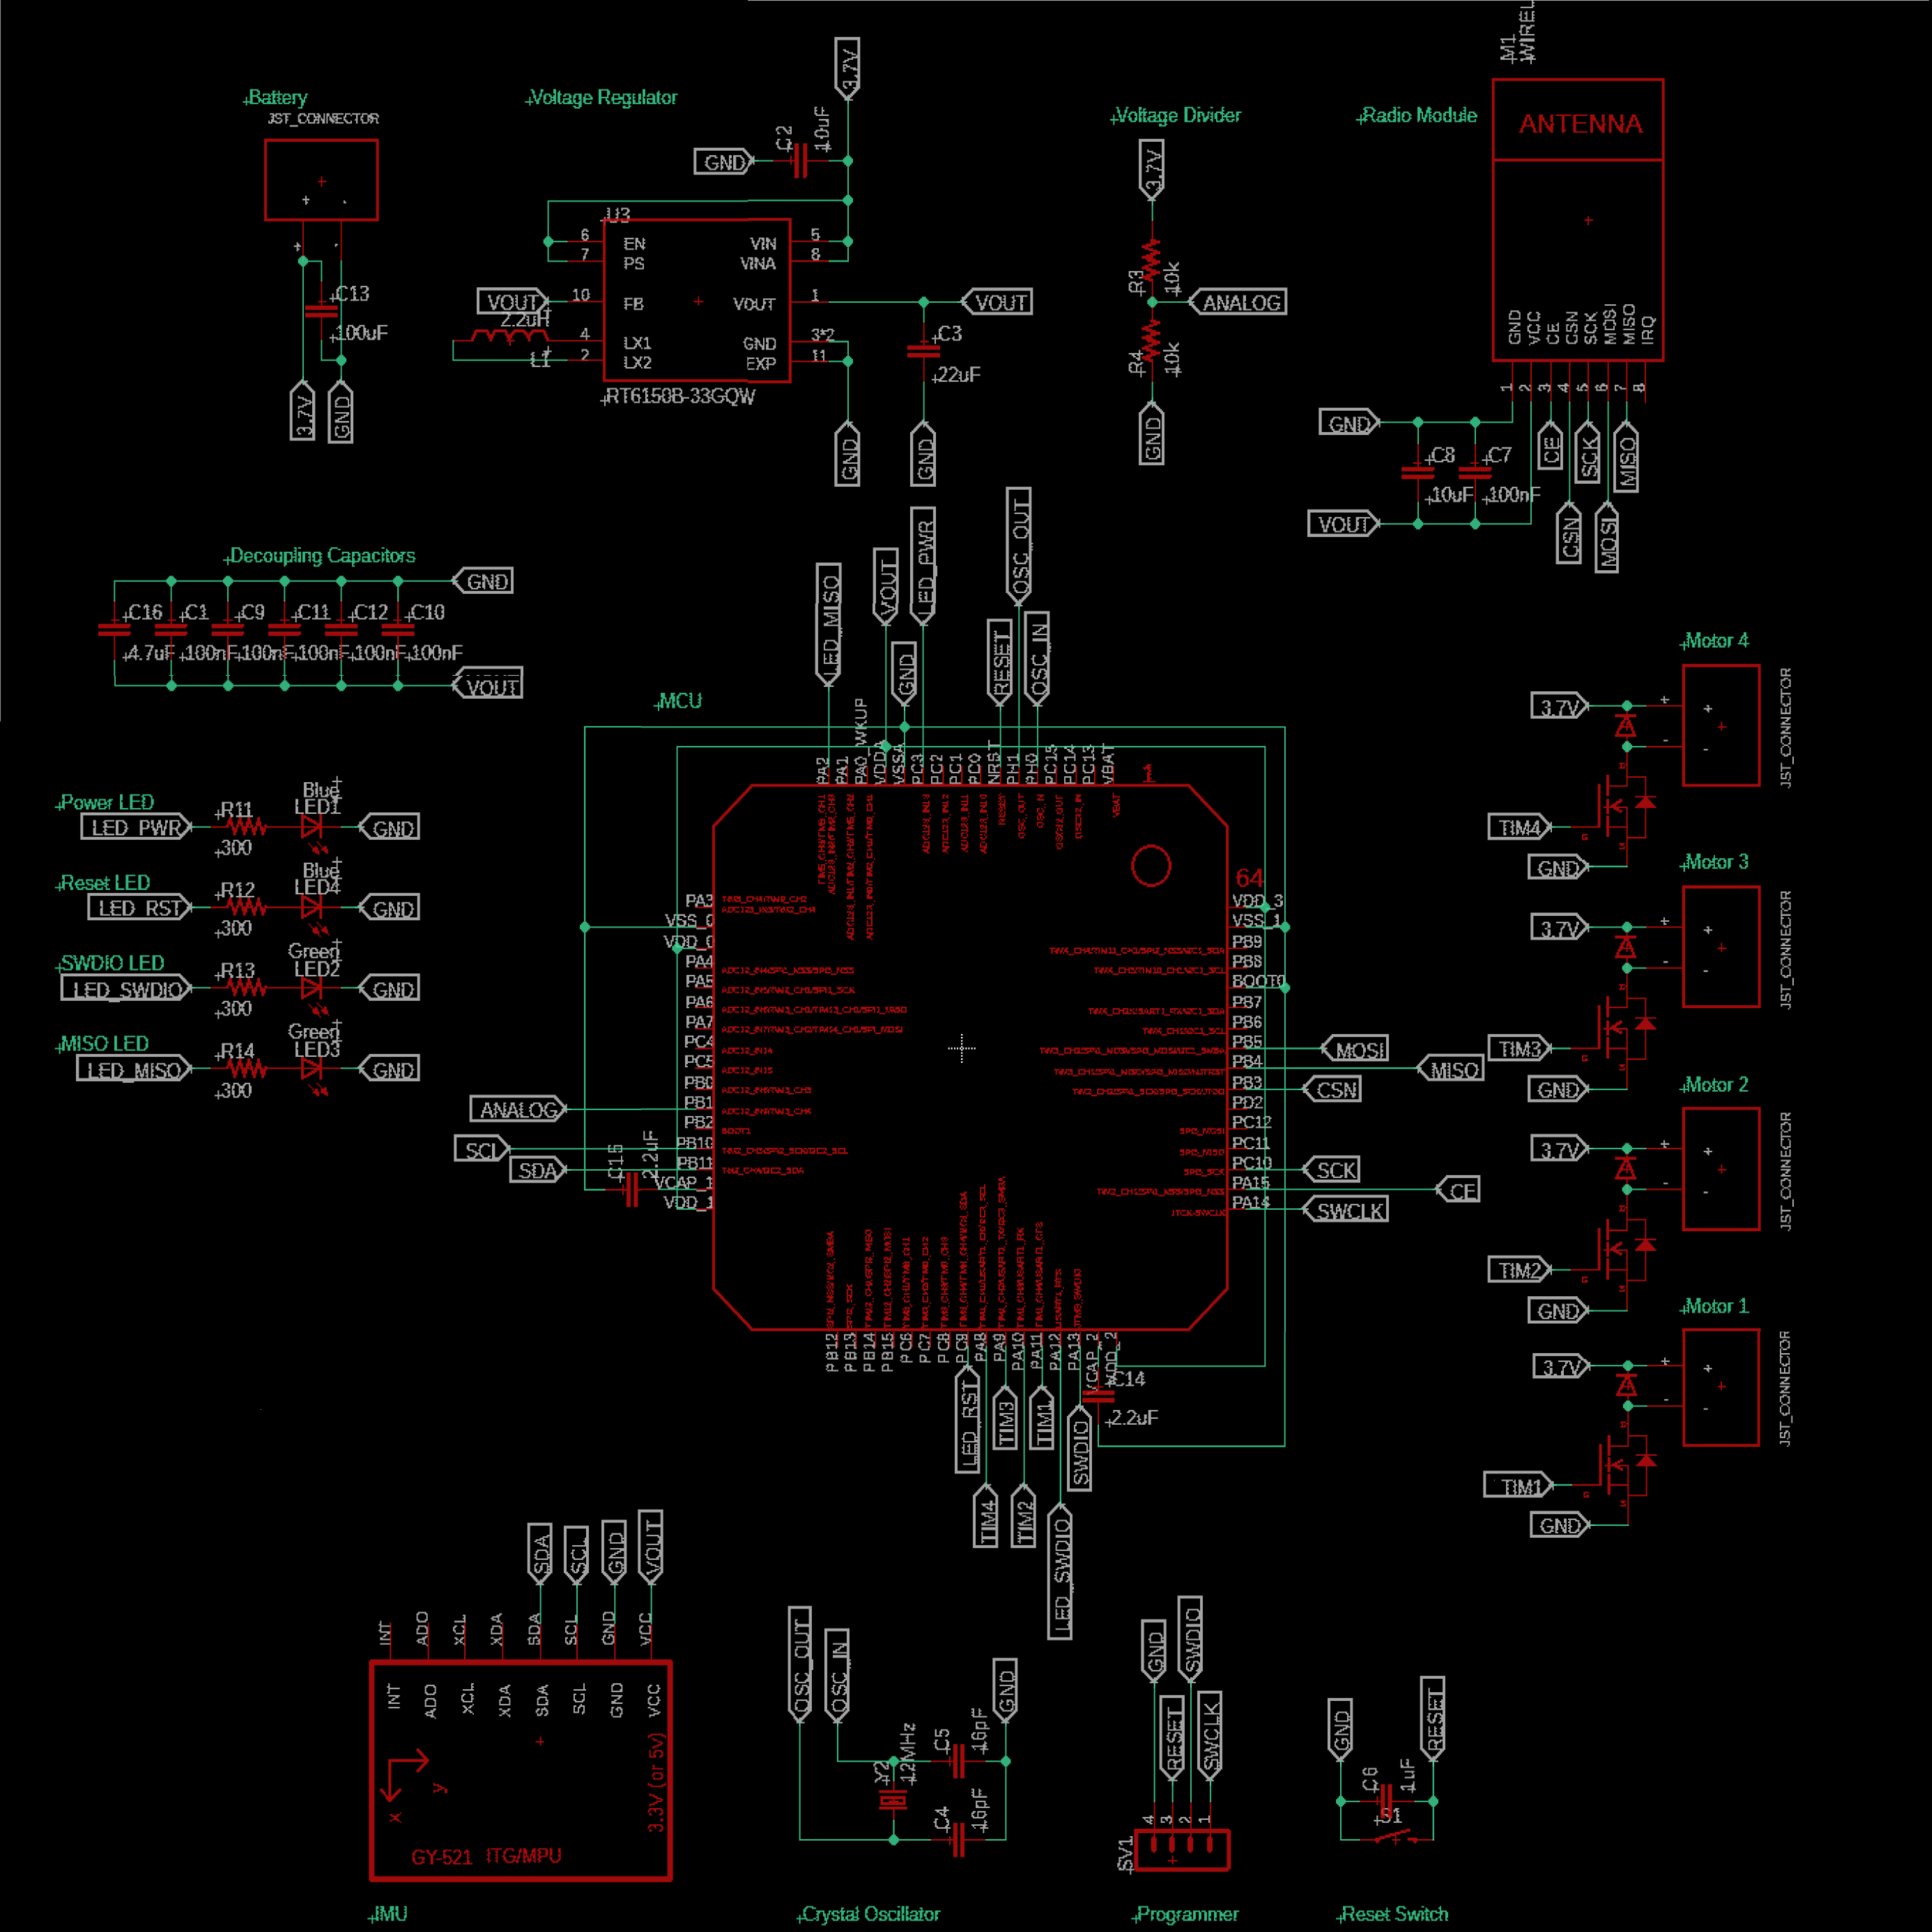 Battery
JST_CONNECTOR
+
-
C13
100uF
3.7V
GND
Voltage Regulator
3.7V
C2
10uF
GND
U3
6 EN
7 PS
10 FB
4 LX1
2 LX2
VIN 5
VINA 8
VOUT 1
GND 3*2
EXP 11
VOUT
2.2uH
L1
RT6150B-33GQW
VOUT
C3
22uF
GND
GND
Voltage Divider
3.7V
R3
10k
ANALOG
R4
10k
GND
Radio Module
M1
WIREL
ANTENNA
GND
VCC
CE
CSN
SCK
MOSI
MISO
IRQ
1 2 3 4 5 6 7 8
GND
C8
10uF
C7
100nF
VOUT
CE
SCK
MISO
CSN
MOSI
Decoupling Capacitors
GND
C16 C1 C9 C11 C12 C10
4.7uF 100nF 100nF 100nF 100nF 100nF
VOUT
Power LED
LED_PWR
R11
300
Blue
LED1
GND
Reset LED
LED_RST
R12
300
Blue
LED4
GND
SWDIO LED
LED_SWDIO
R13
300
Green
LED2
GND
MISO LED
LED_MISO
R14
300
Green
LED3
GND
MCU
LED_MISO
VOUT
GND
LED_PWR
RESET
OSC_OUT
OSC_IN
PA2
PA1
PA0_WKUP
VDDA
VSSA
PC3
PC2
PC1
PC0
NRST
PH1
PH0
PC15
PC14
PC13
VBAT
1
64
PA3
VSS_0
VDD_0
PA4
PA5
PA6
PA7
PC4
PC5
PB0
PB1
PB2
PB10
PB11
VCAP_1
VDD_1
ANALOG
SCL
SDA
C15
2.2uF
VDD_3
VSS_1
PB9
PB8
BOOT0
PB7
PB6
PB5
PB4
PB3
PD2
PC12
PC11
PC10
PA15
PA14
MOSI
MISO
CSN
SCK
CE
SWCLK
PB12
PB13
PB14
PB15
PC6
PC7
PC8
PC9
PA8
PA9
PA10
PA11
PA12
PA13
VCAP_2
VDD_2
C14
2.2uF
LED_RST
TIM4
TIM3
TIM2
TIM1
LED_SWDIO
SWDIO
Motor 4
3.7V
+
-
JST_CONNECTOR
TIM4
GND
Motor 3
3.7V
+
-
JST_CONNECTOR
TIM3
GND
Motor 2
3.7V
+
-
JST_CONNECTOR
TIM2
GND
Motor 1
3.7V
+
-
JST_CONNECTOR
TIM1
GND
SDA
SCL
GND
VOUT
INT
ADO
XCL
XDA
SDA
SCL
GND
VCC
INT
ADO
XCL
XDA
SDA
SCL
GND
VCC
x
y
3.3V (or 5V)
GY-521 ITG/MPU
IMU
OSC_OUT
OSC_IN
GND
Y2
12MHz
C5
16pF
C4
16pF
Crystal Oscillator
GND
RESET
SWDIO
SWCLK
4 3 2 1
SV1
Programmer
GND
RESET
C6
1uF
S1
Reset Switch